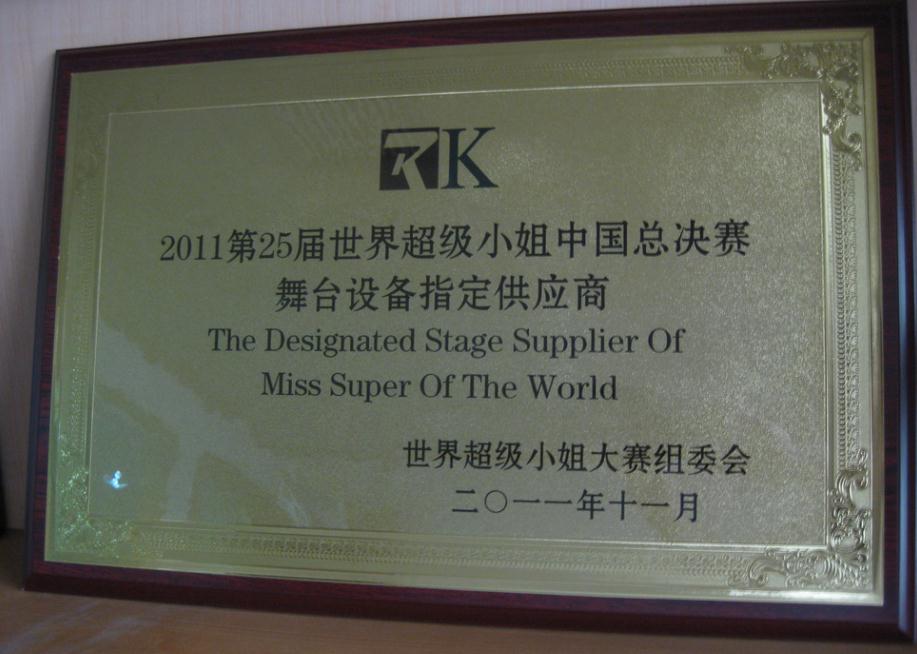 RK
2011第25届世界超级小姐中国总决赛
舞台设备指定供应商
The Designated Stage Supplier Of
Miss Super Of The World
世界超级小姐大赛组委会
二〇一一年十一月